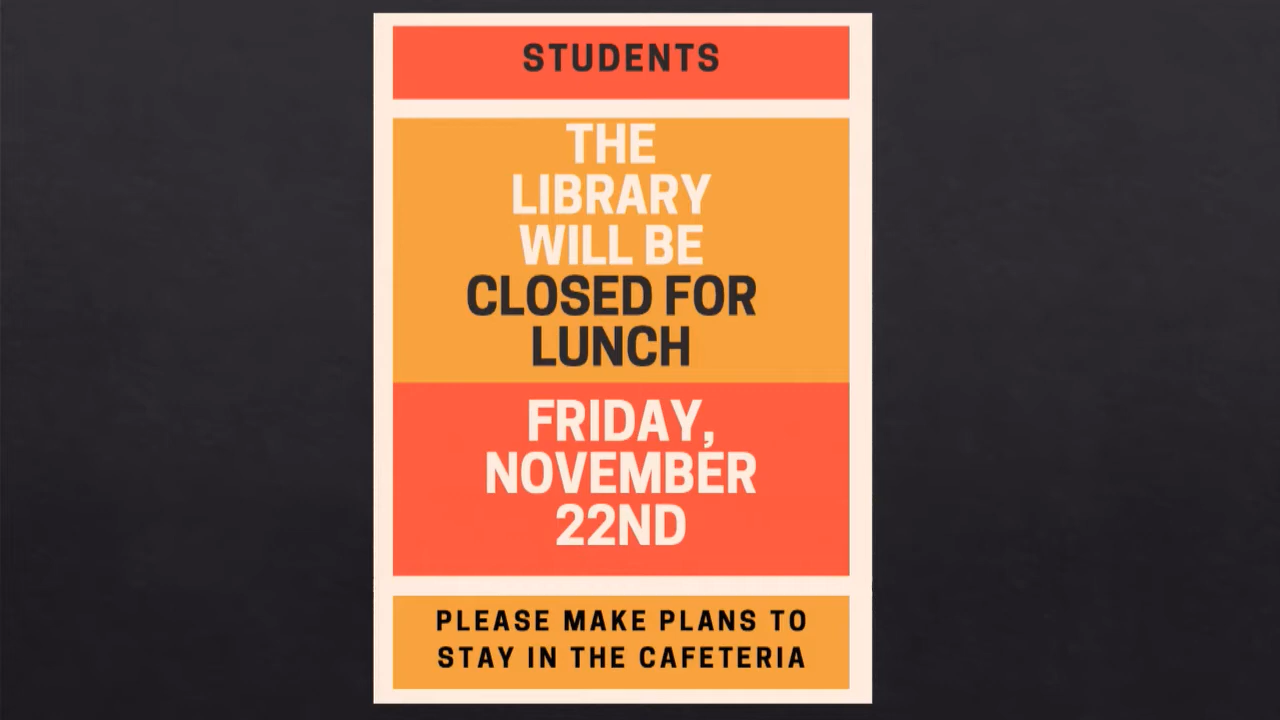 STUDENTS
THE
LIBRARY
WILL BE
CLOSED FOR
LUNCH
FRIDAY,
NOVEMBER
22ND
PLEASE MAKE PLANS TO
STAY IN THE CAFETERIA